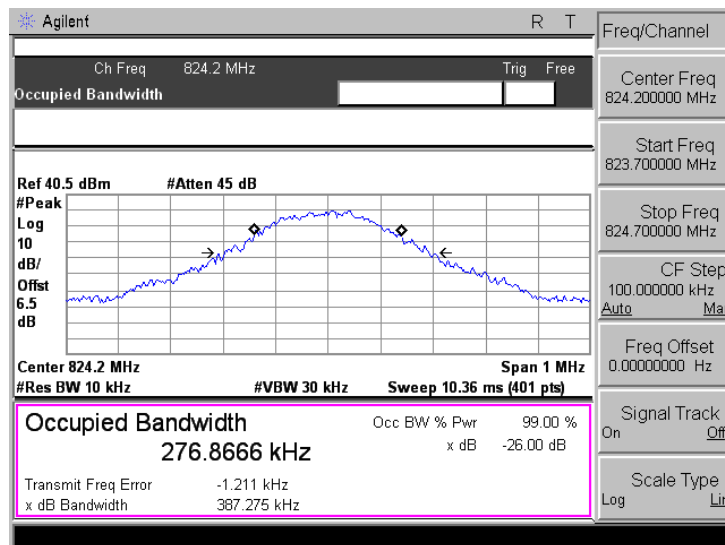 Agilent R T
Ch Freq 824.2 MHz Trig Free
Occupied Bandwidth
Ref 40.5 dBm #Atten 45 dB
#Peak
Log
10
dB/
Offst
6.5
dB
Center 824.2 MHz Span 1 MHz
#Res BW 10 kHz #VBW 30 kHz Sweep 10.36 ms (401 pts)
Occupied Bandwidth
276.8666 kHz
Occ BW % Pwr 99.00 %
x dB -26.00 dB
Transmit Freq Error -1.211 kHz
x dB Bandwidth 387.275 kHz
Freq/Channel
Center Freq
824.200000 MHz
Start Freq
823.700000 MHz
Stop Freq
824.700000 MHz
CF Step
100.000000 kHz
Auto Ma
Freq Offset
0.00000000 Hz
Signal Track
On Off
Scale Type
Log Lin